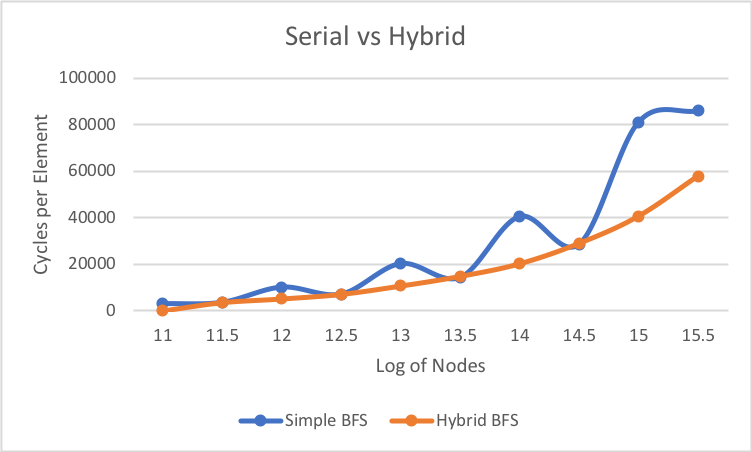 Serial vs Hybrid
Cycles per Element
100000
80000
60000
40000
20000
0
11 11.5 12 12.5 13 13.5 14 14.5 15 15.5
Log of Nodes
Simple BFS Hybrid BFS